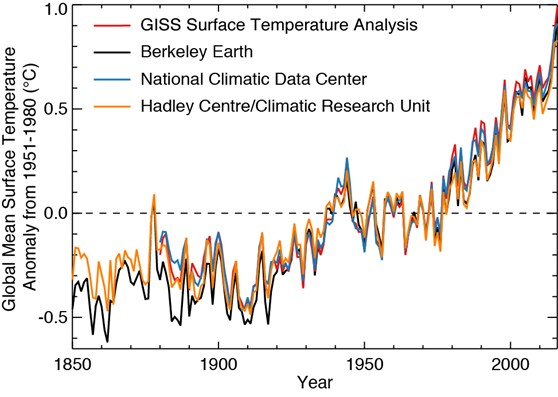 1.0
GISS Surface Temperature Analysis
Berkeley Earth
National Climatic Data Center
Hadley Centre/Climatic Research Unit
0.5
0.0
-0.5
Global Mean Surface Temperature
Anomaly from 1951-1980 (°C)
1850
1900
1950
2000
Year